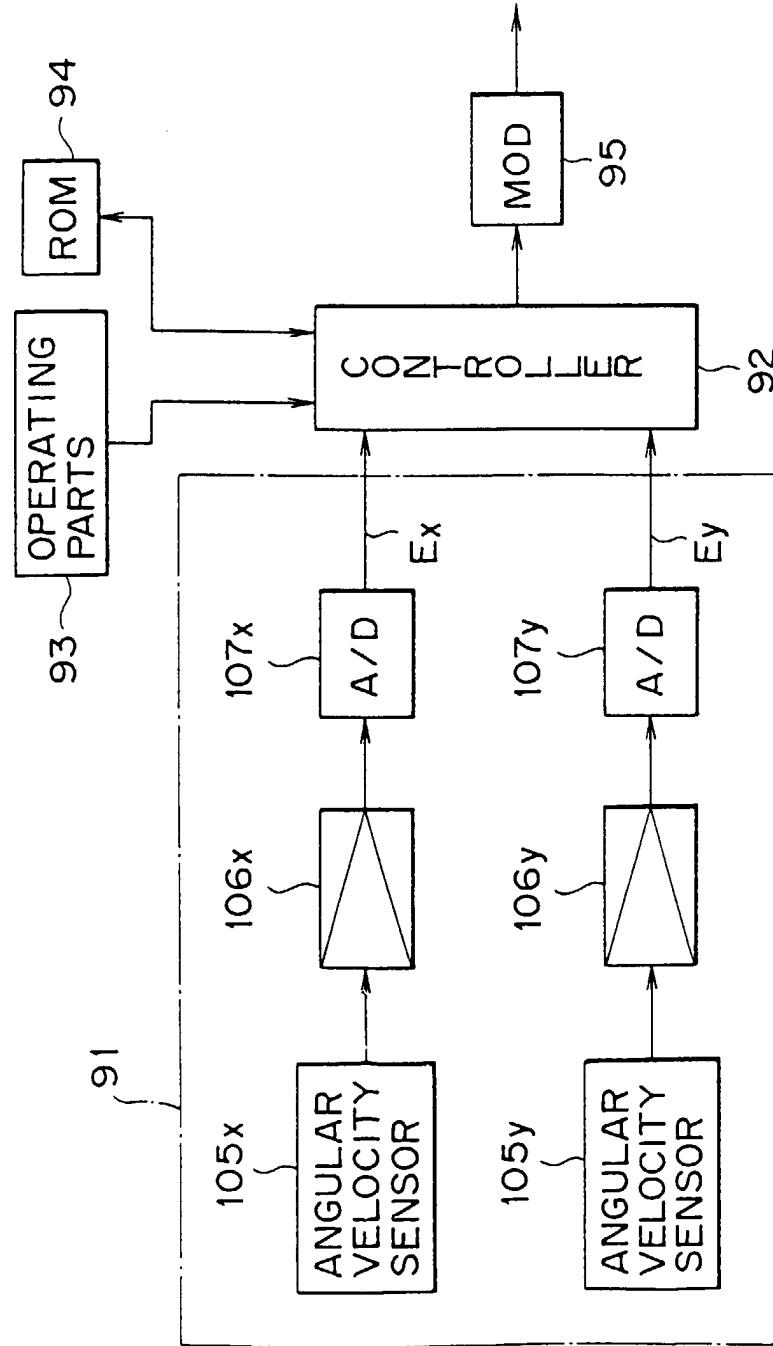 93
OPERATING
PARTS
ROM
94
91
105x
ANGULAR
VELOCITY
SENSOR
106x
107x
A/D
Ex
CONTROLLER
92
MOD
95
105y
ANGULAR
VELOCITY
SENSOR
106y
107y
A/D
Ey